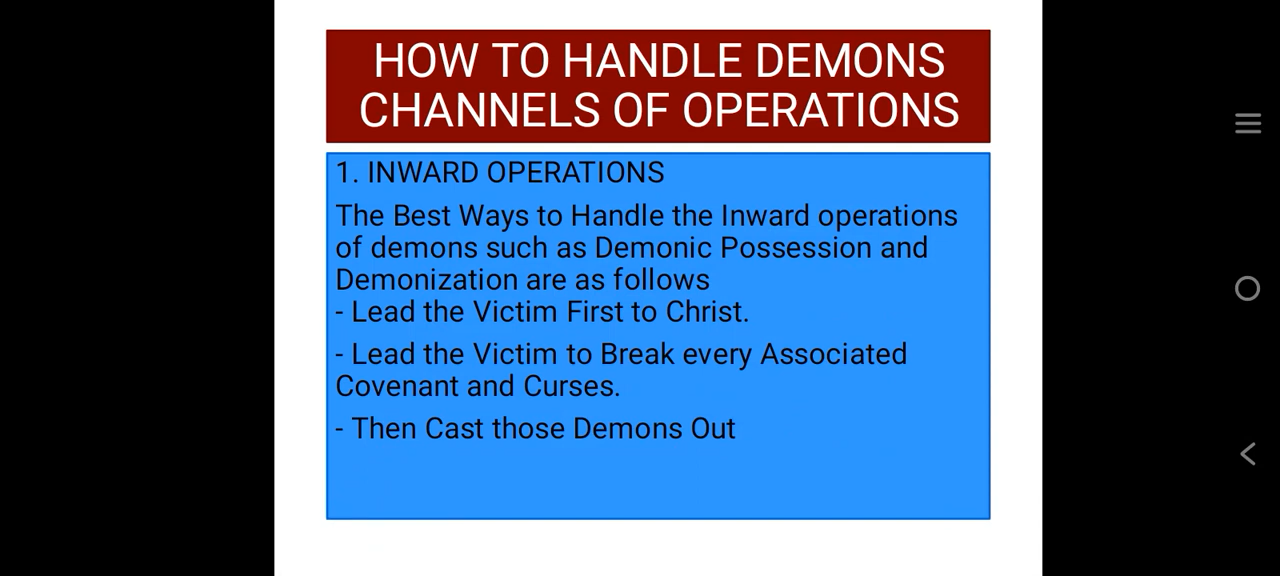 HOW TO HANDLE DEMONS
CHANNELS OF OPERATIONS
1. INWARD OPERATIONS
The Best Ways to Handle the Inward operations
of demons such as Demonic Possession and
Demonization are as follows
- Lead the Victim First to Christ.
- Lead the Victim to Break every Associated
Covenant and Curses.
- Then Cast those Demons Out